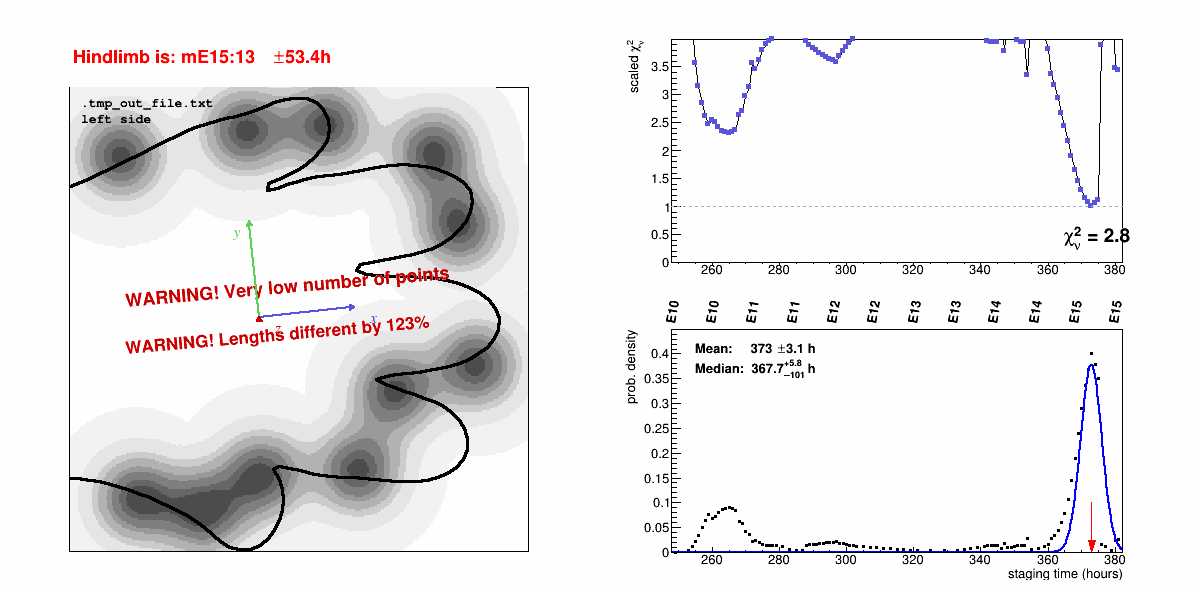 Hindlimb is: mE15:13 ±53.4h
.tmp_out_file.txt
left side
y
WARNING! Very low number of points
x
z
WARNING! Lengths different by 123%
scaled χ²ν
3.5
3
2.5
2
1.5
1
0.5
0
χ²ν = 2.8
260 280 300 320 340 360 380
E10 E10 E11 E11 E12 E12 E13 E13 E14 E14 E15
prob. density
Mean: 373 ±3.1 h
Median: 367.7 +5.8 −101 h
0.4
0.35
0.3
0.25
0.2
0.15
0.1
0.05
0
260 280 300 320 340 360 380
staging time (hours)